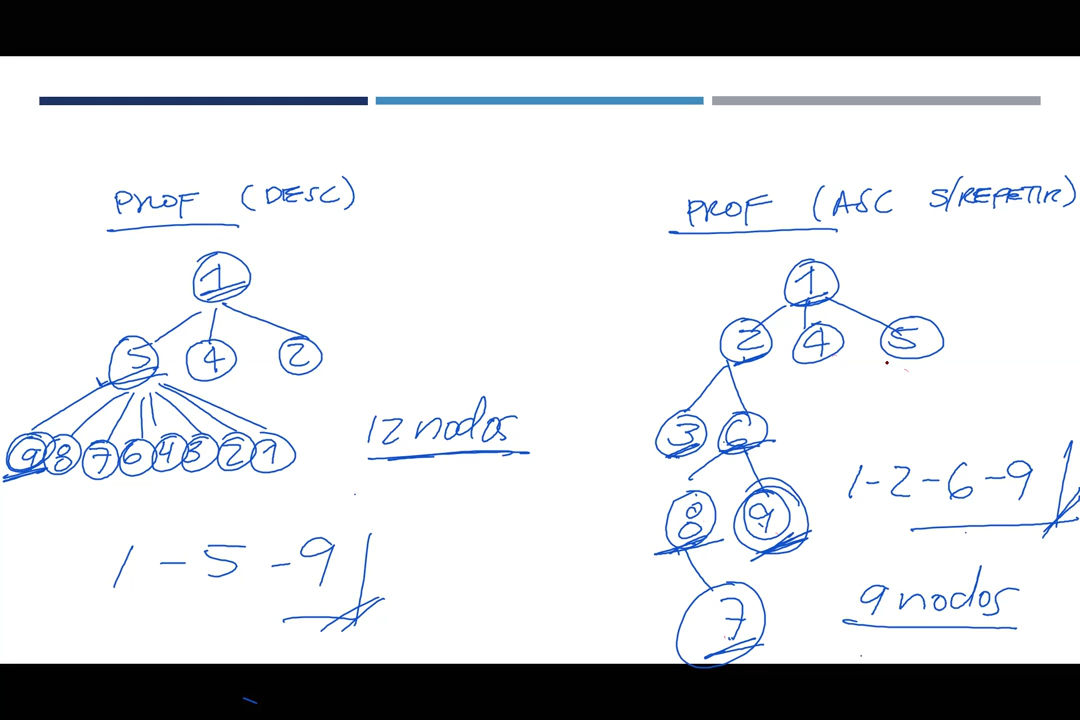 PROF (DESC)
1
5 4 2
9 8 7 6 4 3 2 1
12 nodos
1 - 5 - 9
PROF (ASC S/REPETIR)
1
2 4 5
3 6
8 9
7
1 - 2 - 6 - 9
9 nodos